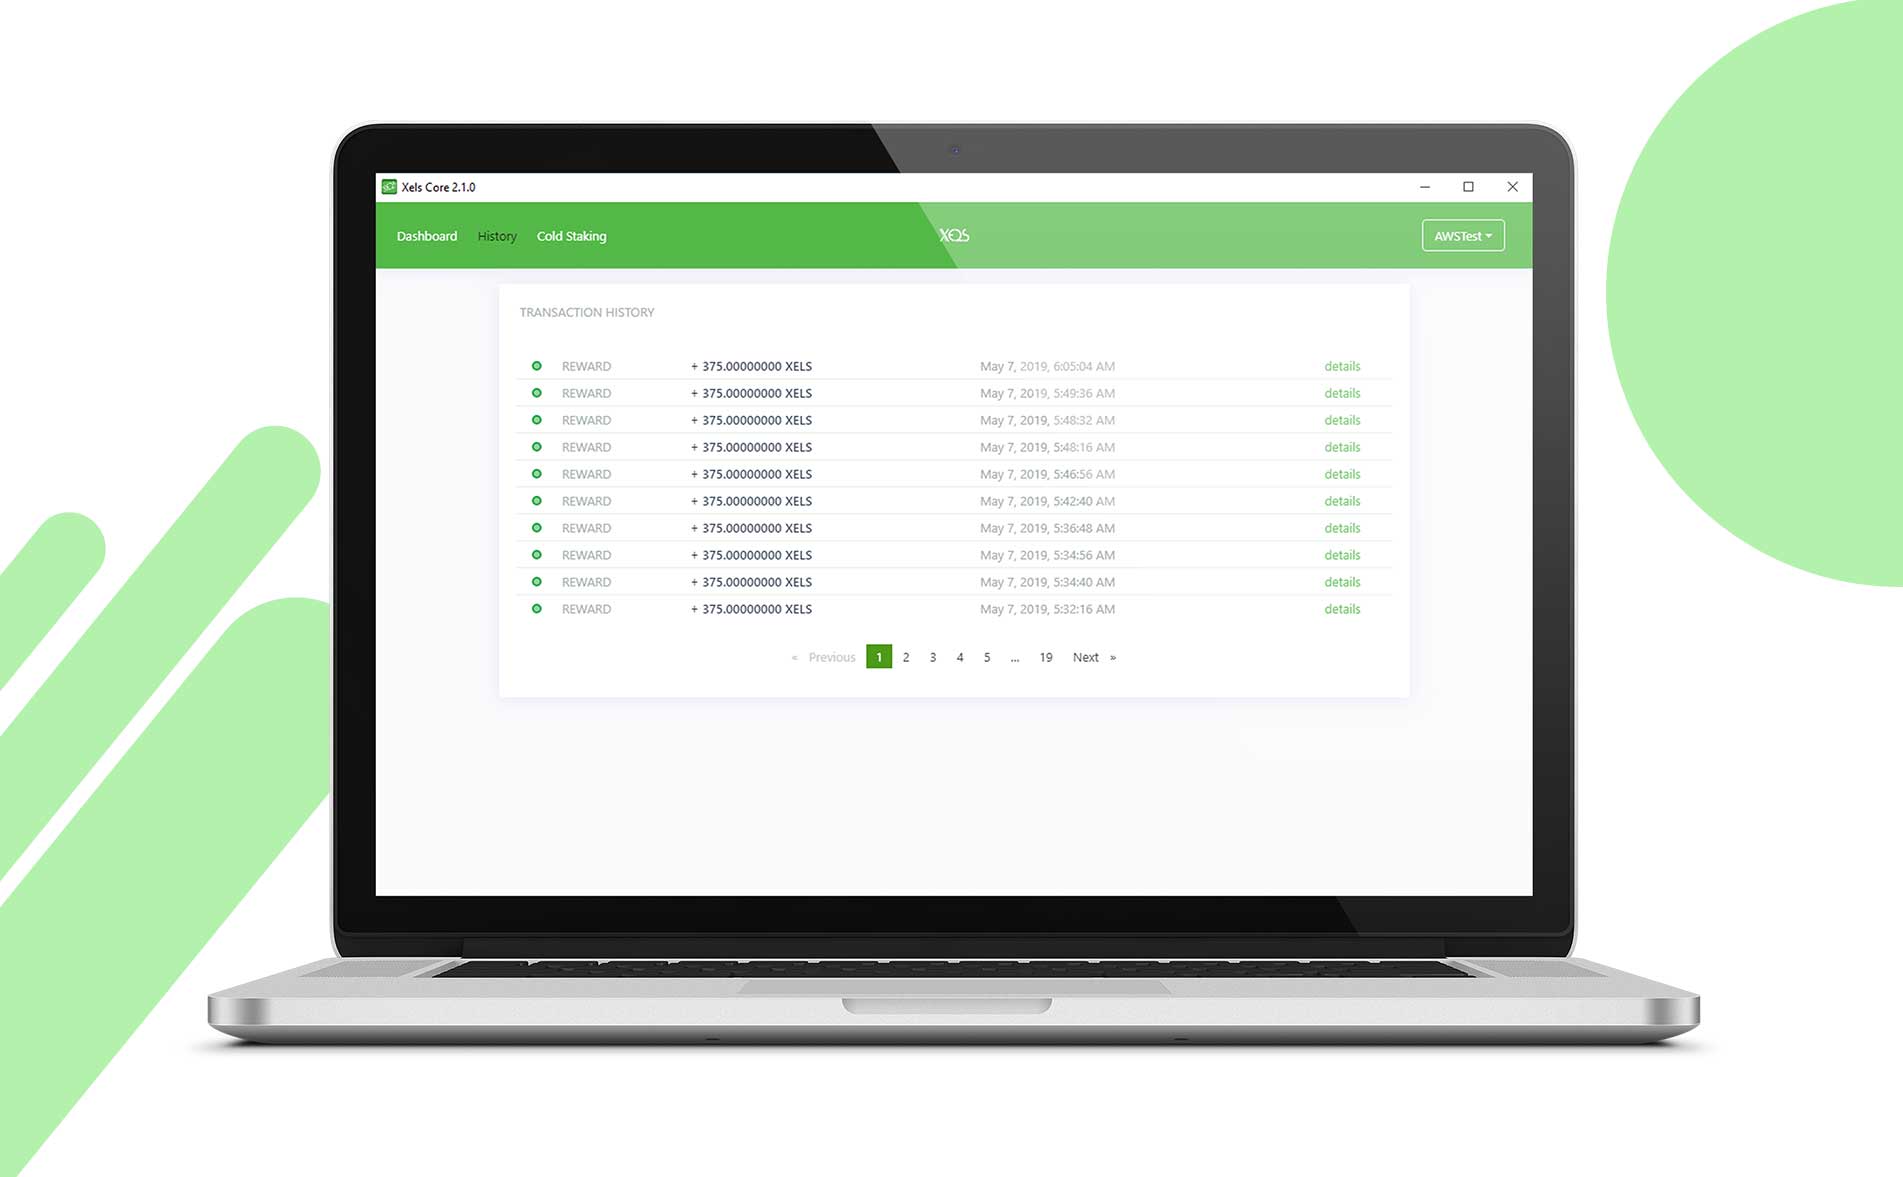 Xels Core 2.1.0
Dashboard History Cold Staking XELS AWSTest
TRANSACTION HISTORY
REWARD + 375.00000000 XELS May 7, 2019, 6:05:04 AM details
REWARD + 375.00000000 XELS May 7, 2019, 5:49:36 AM details
REWARD + 375.00000000 XELS May 7, 2019, 5:48:32 AM details
REWARD + 375.00000000 XELS May 7, 2019, 5:48:16 AM details
REWARD + 375.00000000 XELS May 7, 2019, 5:46:56 AM details
REWARD + 375.00000000 XELS May 7, 2019, 5:42:40 AM details
REWARD + 375.00000000 XELS May 7, 2019, 5:36:48 AM details
REWARD + 375.00000000 XELS May 7, 2019, 5:34:56 AM details
REWARD + 375.00000000 XELS May 7, 2019, 5:34:40 AM details
REWARD + 375.00000000 XELS May 7, 2019, 5:32:16 AM details
« Previous 1 2 3 4 5 ... 19 Next »